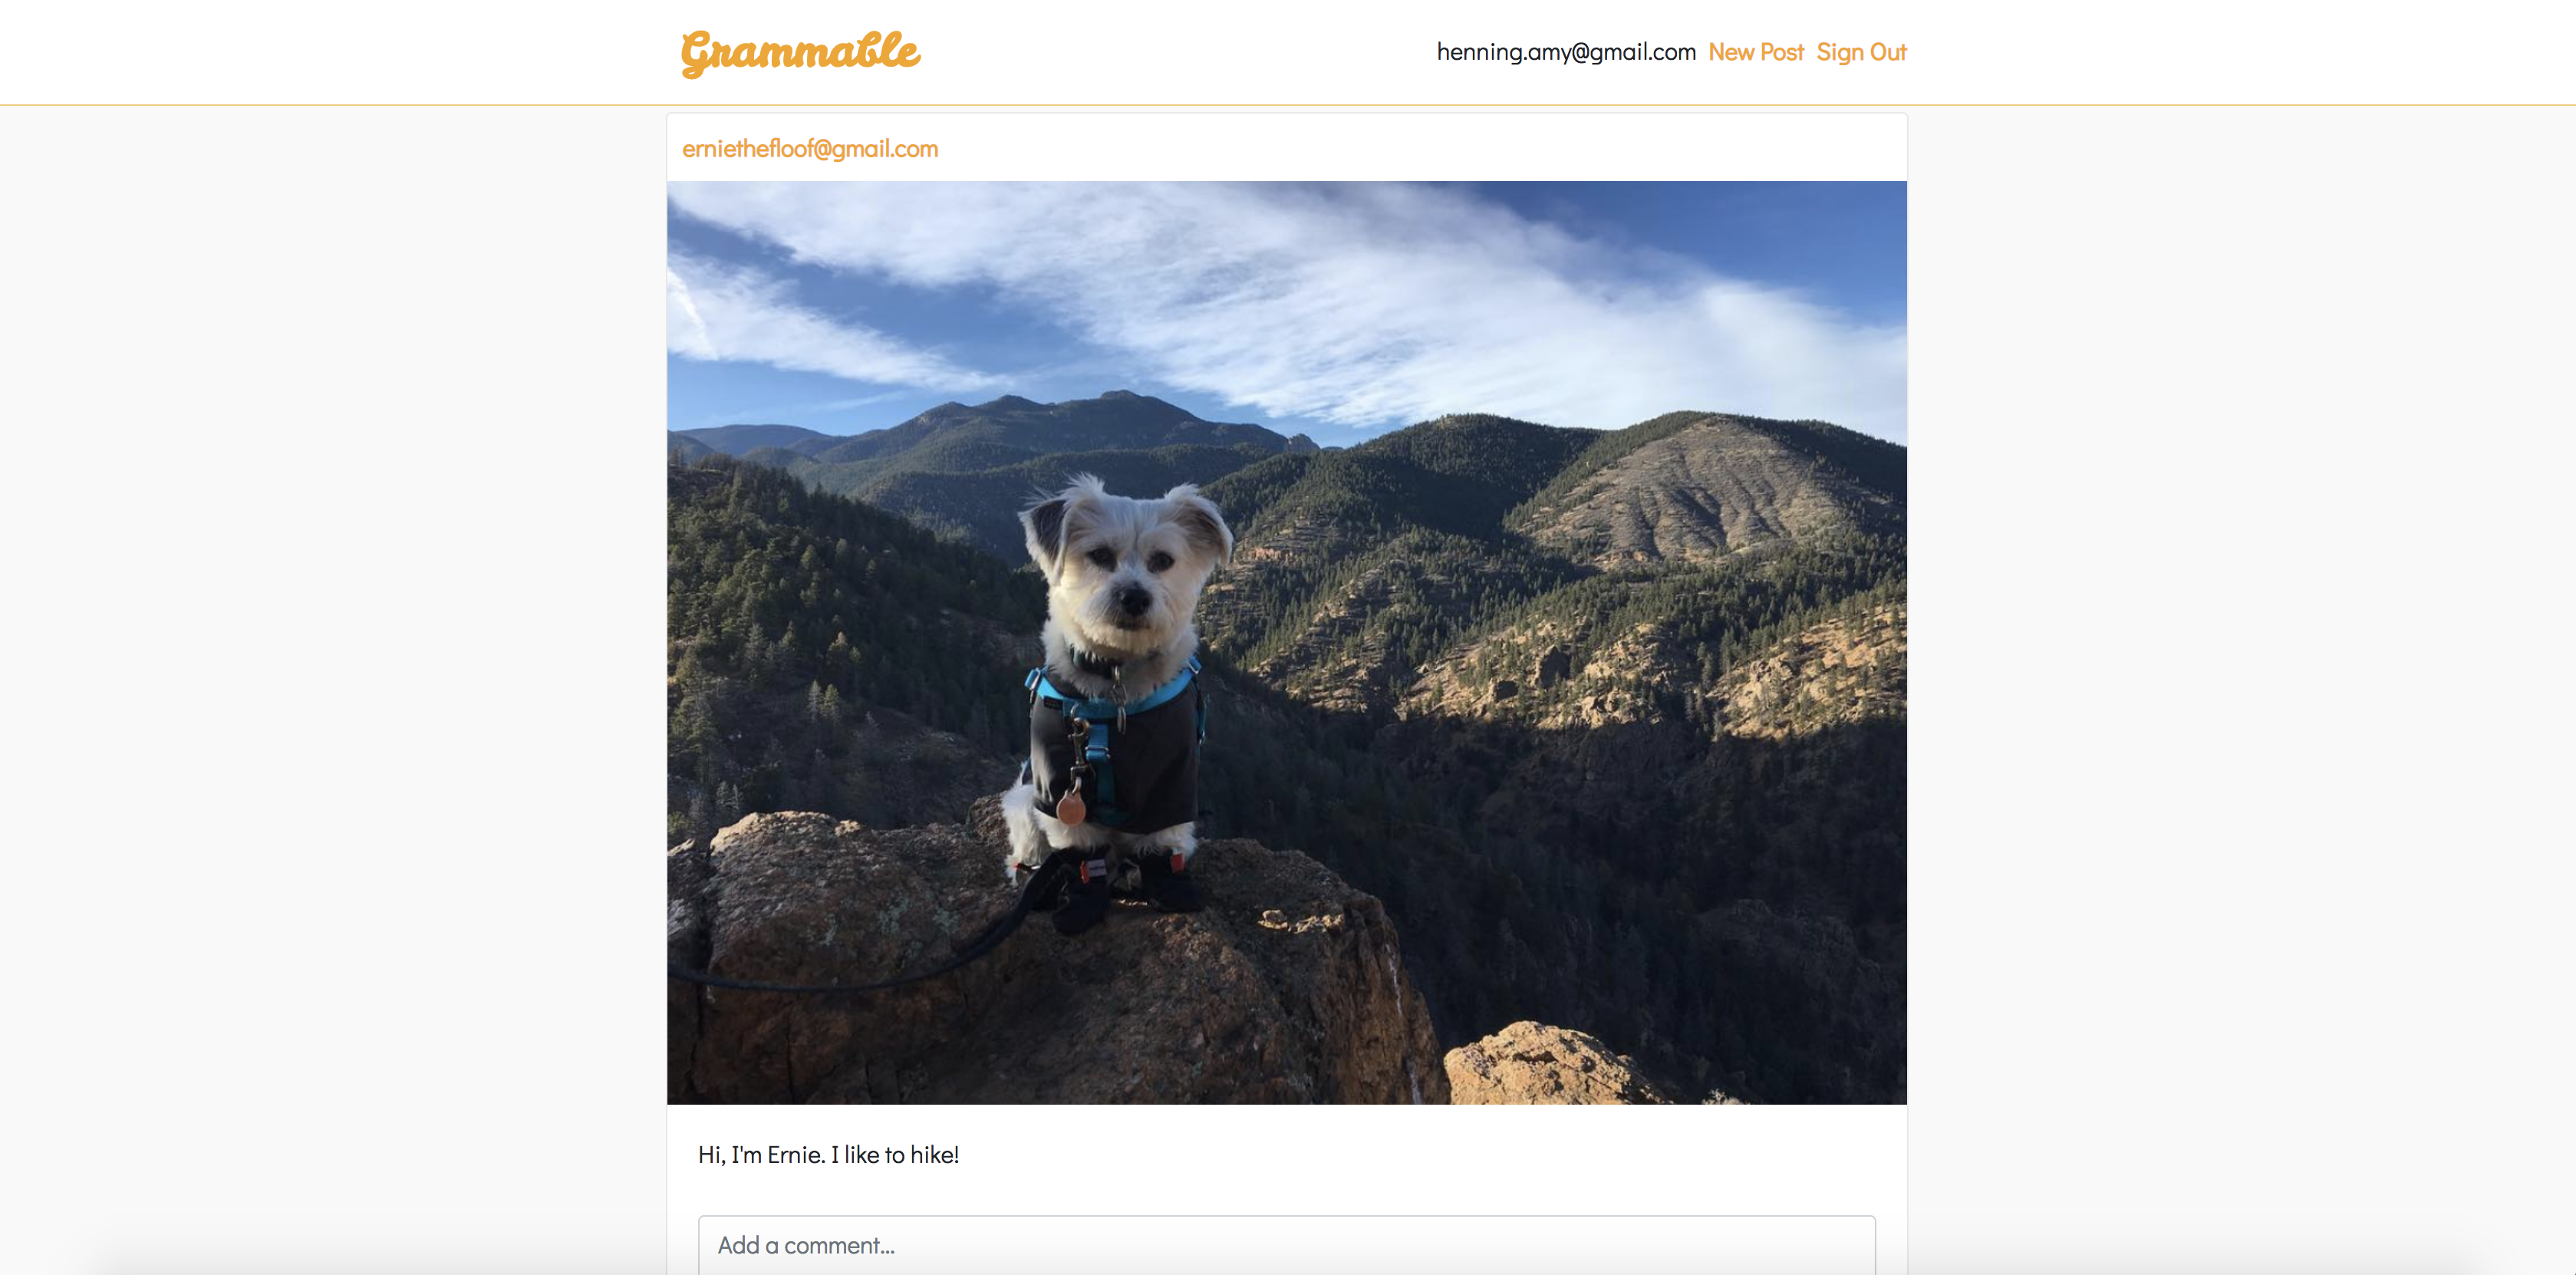 Grammable
henning.amy@gmail.com New Post Sign Out
erniethefloof@gmail.com
Hi, I'm Ernie. I like to hike!
Add a comment...